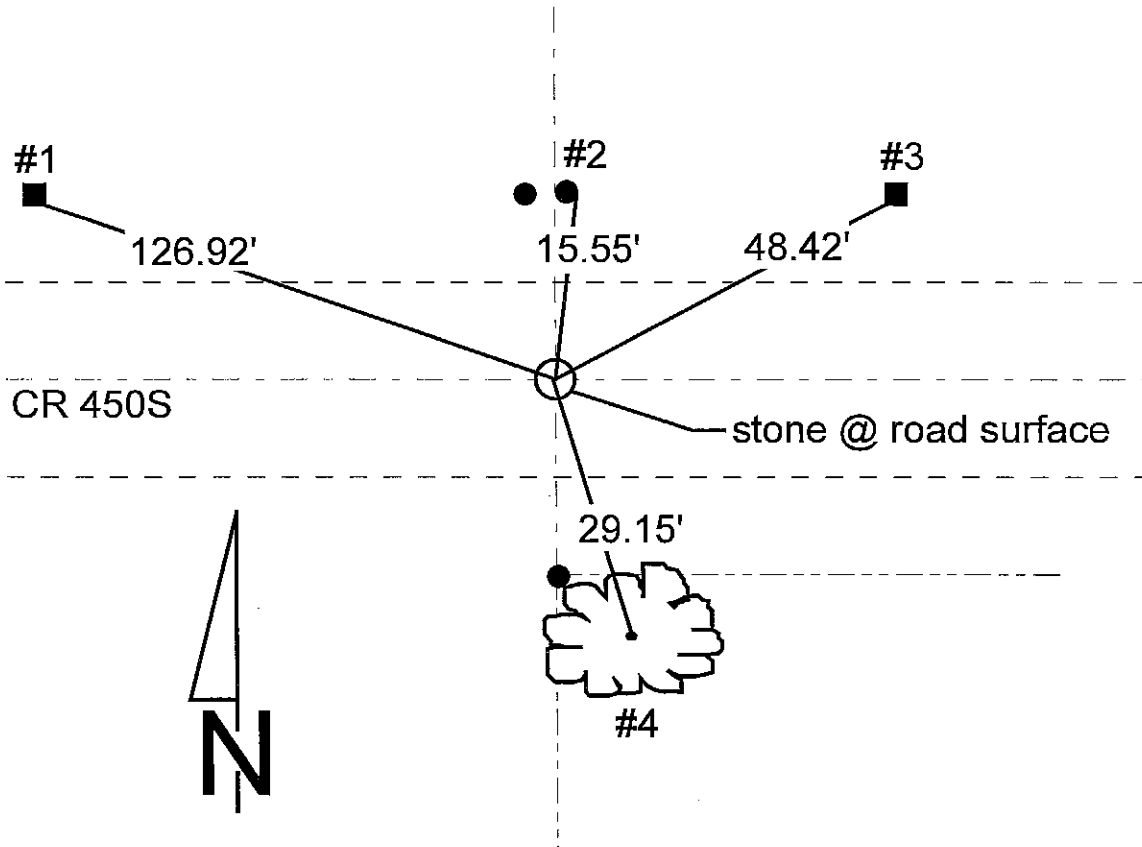 #1
#2
#3
126.92'
15.55'
48.42'
CR 450S
stone @ road surface
29.15'
#4
N